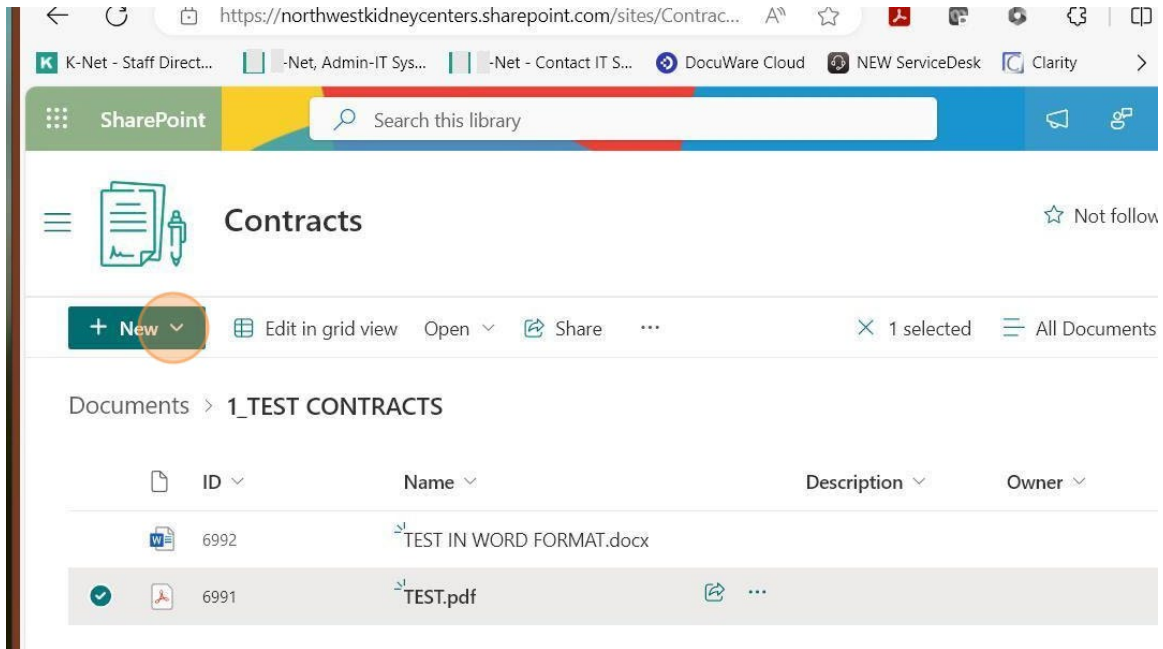 https://northwestkidneycenters.sharepoint.com/sites/Contrac... A
K K-Net - Staff Direct... -Net, Admin-IT Sys... -Net - Contact IT S... DocuWare Cloud NEW ServiceDesk Clarity >
SharePoint Search this library
Contracts Not follow
+ New Edit in grid view Open Share ... 1 selected All Documents
Documents > 1_TEST CONTRACTS
ID Name Description Owner
6992 TEST IN WORD FORMAT.docx
6991 TEST.pdf ...